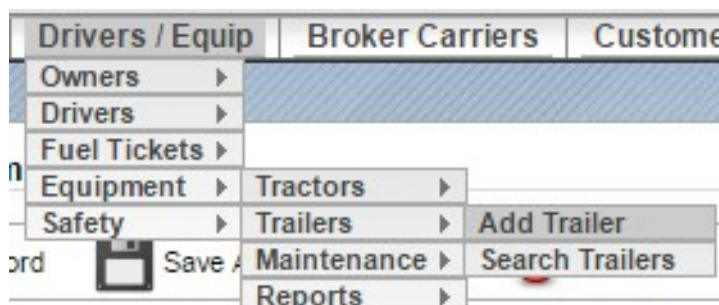 Drivers / Equip Broker Carriers Custome
Owners
Drivers
Fuel Tickets
Equipment Tractors
Safety Trailers Add Trailer
ord Save A Maintenance Search Trailers
Reports